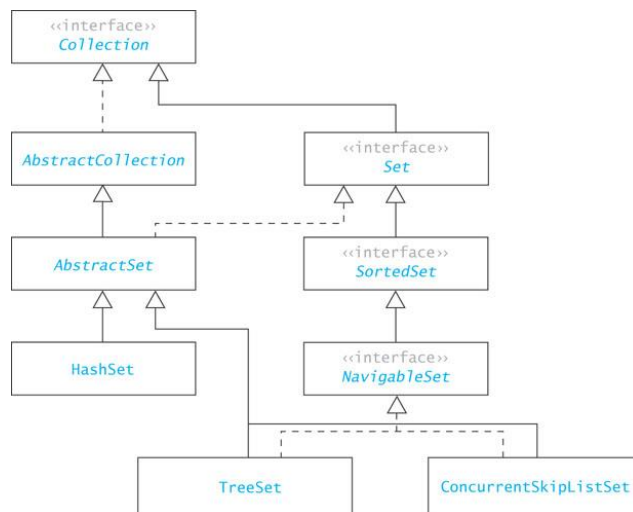 ‹‹interface››
Collection
AbstractCollection
‹‹interface››
Set
AbstractSet
‹‹interface››
SortedSet
HashSet
‹‹interface››
NavigableSet
TreeSet
ConcurrentSkipListSet